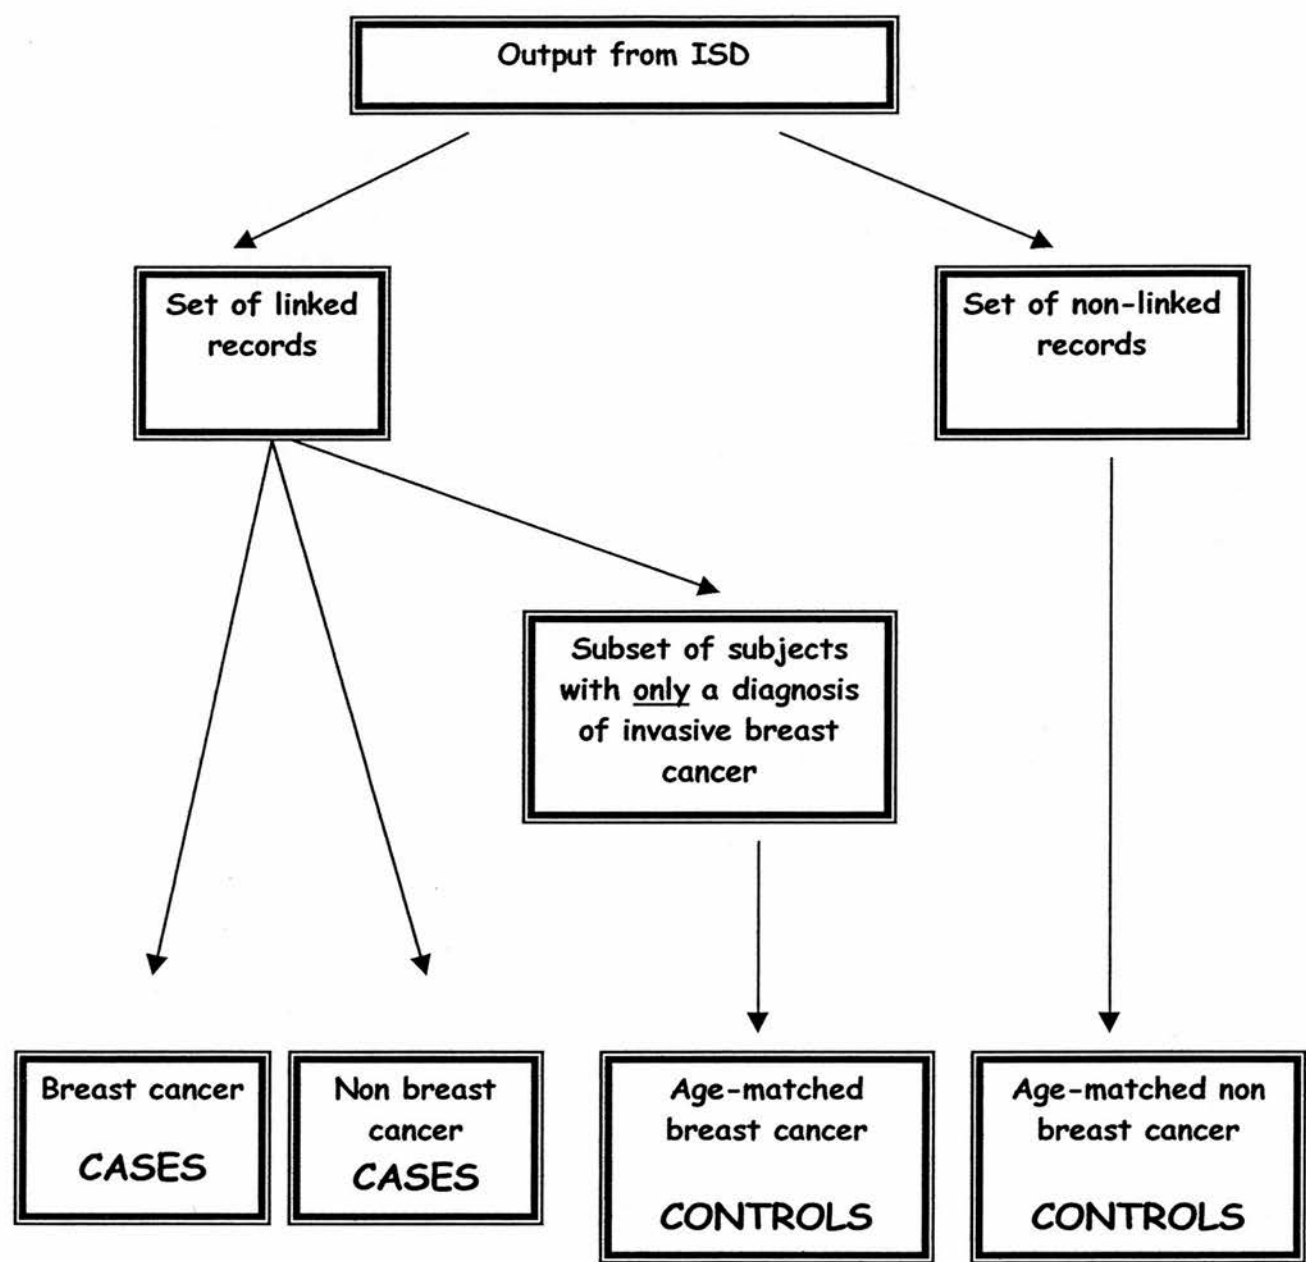 Output from ISD
Set of linked
records
Set of non-linked
records
Subset of subjects
with only a diagnosis
of invasive breast
cancer
Breast cancer
CASES
Non breast
cancer
CASES
Age-matched
breast cancer
CONTROLS
Age-matched non
breast cancer
CONTROLS